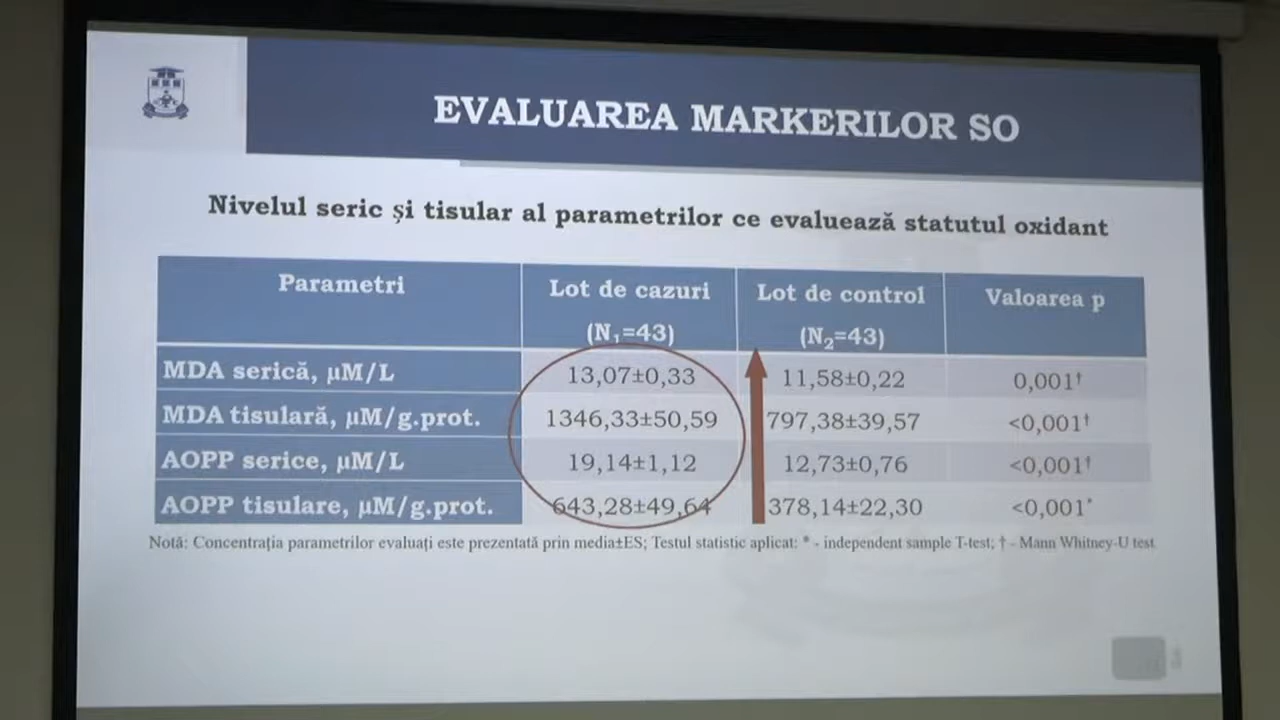 EVALUAREA MARKERILOR SO
Nivelul seric și tisular al parametrilor ce evaluează statutul oxidant
Parametri Lot de cazuri (N₁=43) Lot de control (N₂=43) Valoarea p
MDA serică, µM/L 13,07±0,33 11,58±0,22 0,001†
MDA tisulară, µM/g.prot. 1346,33±50,59 797,38±39,57 <0,001†
AOPP serice, µM/L 19,14±1,12 12,73±0,76 <0,001†
AOPP tisulare, µM/g.prot. 643,28±49,64 378,14±22,30 <0,001*
Notă: Concentrația parametrilor evaluați este prezentată prin media±ES; Testul statistic aplicat: * - independent sample T-test; † - Mann Whitney-U test